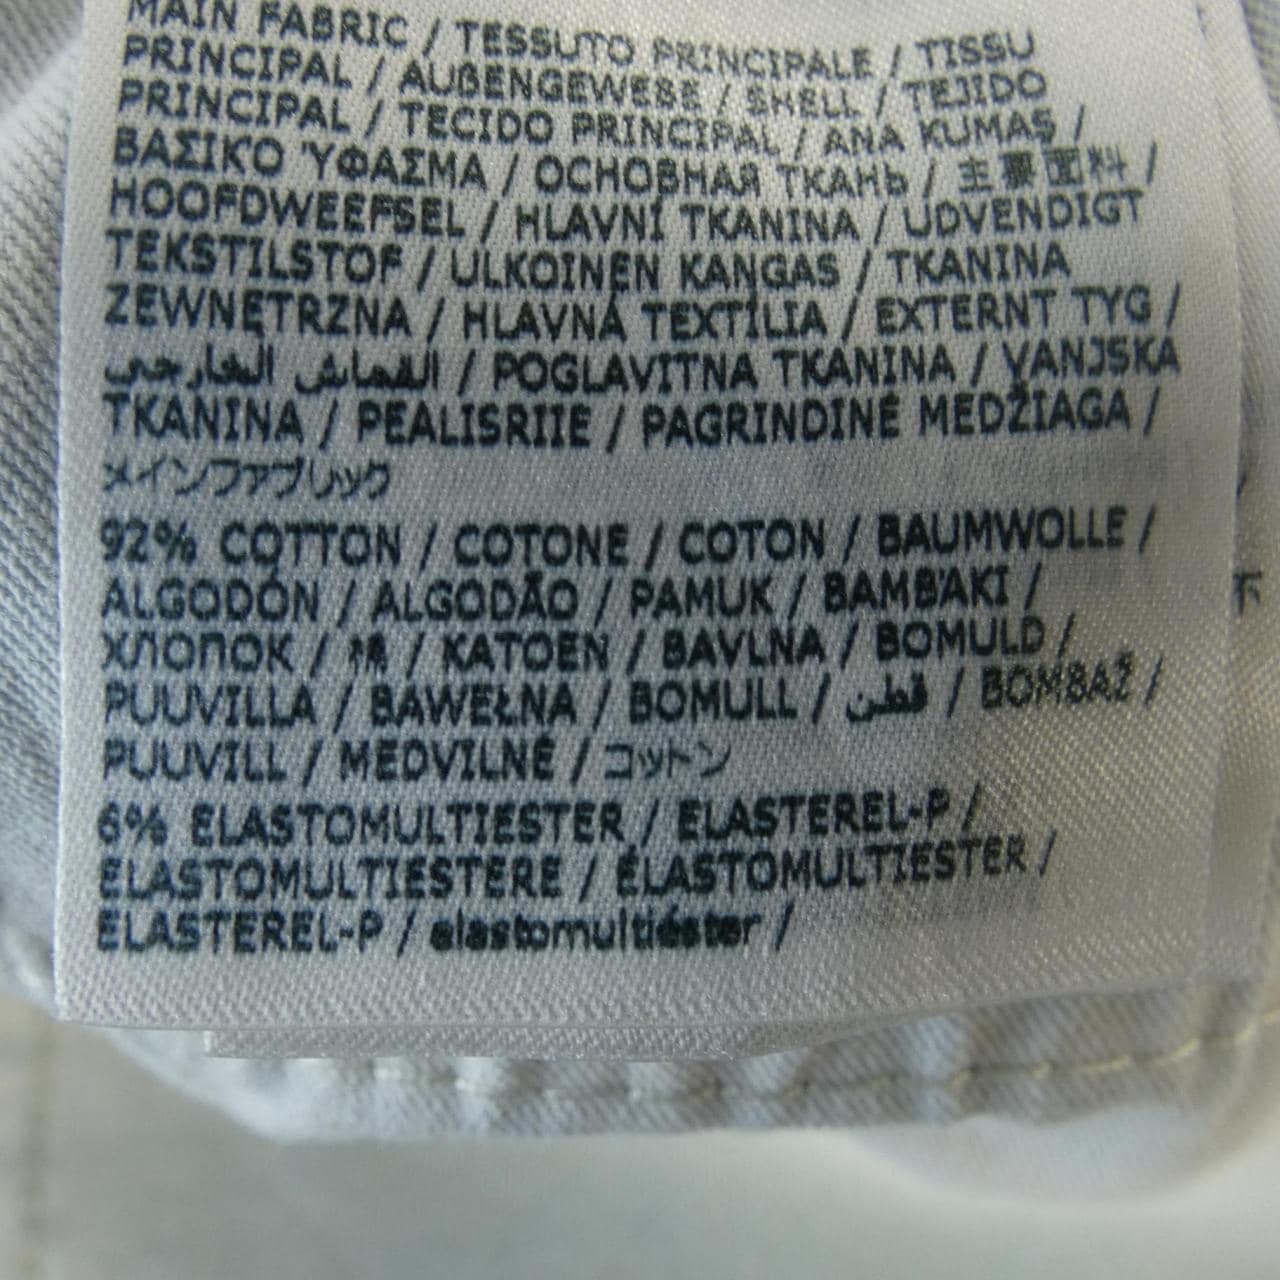 MAIN FABRIC / TESSUTO PRINCIPALE / TISSU
PRINCIPAL / AUßENGEWEBE / SHELL / TEJIDO
PRINCIPAL / TECIDO PRINCIPAL / ANA KUMAŞ /
ΒΑΣΙΚΟ ΎΦΑΣΜΑ / ОСНОВНАЯ ТКАНЬ / 主要面料 /
HOOFDWEEFSEL / HLAVNÍ TKANINA / UDVENDIGT
TEKSTILSTOF / ULKOINEN KANGAS / TKANINA
ZEWNĘTRZNA / HLAVNÁ TEXTÍLIA / EXTERNT TYG /
القماش الخارجي / POGLAVITNA TKANINA / VANJSKA
TKANINA / PEALISRIIE / PAGRINDINĖ MEDŽIAGA /
メインファブリック
92% COTTON / COTONE / COTON / BAUMWOLLE /
ALGODÓN / ALGODÃO / PAMUK / ΒΑΜΒΆΚΙ /
ХЛОПОК / 棉 / KATOEN / BAVLNA / BOMULD /
PUUVILLA / BAWEŁNA / BOMULL / قطن / BOMBAŽ /
PUUVILL / MEDVILNĖ / コットン
6% ELASTOMULTIESTER / ELASTEREL-P /
ELASTOMULTIESTERE / ÉLASTOMULTIESTER /
ELASTEREL-P / elastomultiéster /